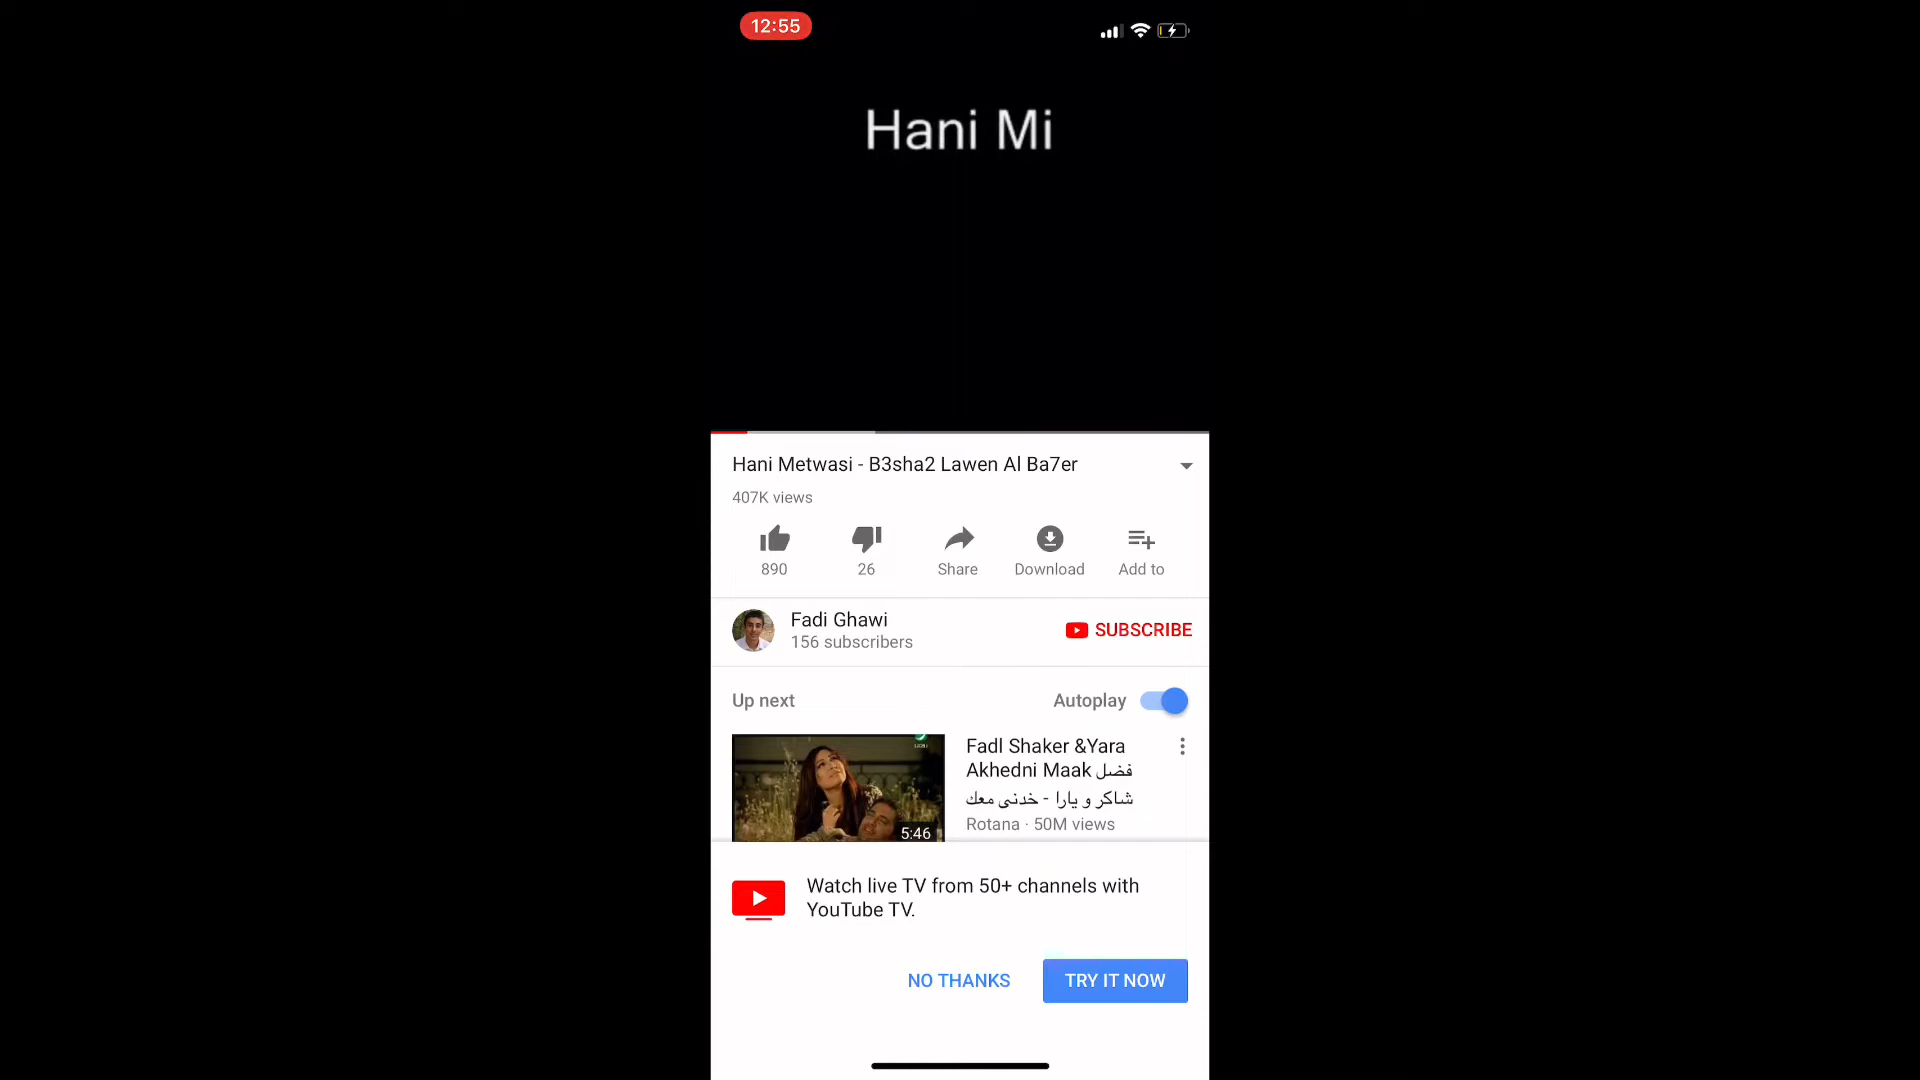 12:55
Hani Mi
Hani Metwasi - B3sha2 Lawen Al Ba7er
407K views
890
26
Share
Download
Add to
Fadi Ghawi
156 subscribers
SUBSCRIBE
Up next
Autoplay
Fadl Shaker &Yara
Akhedni Maak فضل
شاكر و يارا - خدني معك
Rotana · 50M views
5:46
Watch live TV from 50+ channels with
YouTube TV.
NO THANKS
TRY IT NOW